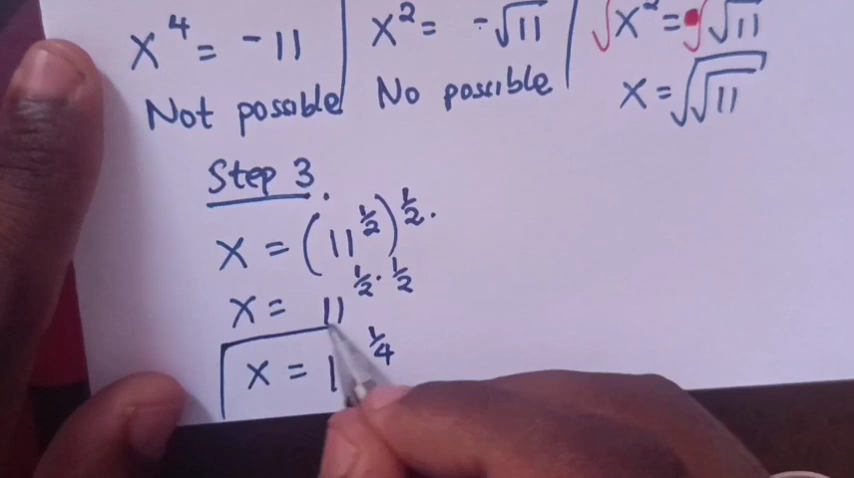 x⁴ = -11
Not possible
x² = -√11
No possible
√x² = √√11
x = √√11
Step 3.
x = (11^½)^½.
x = 11^½·½
x = 11^¼